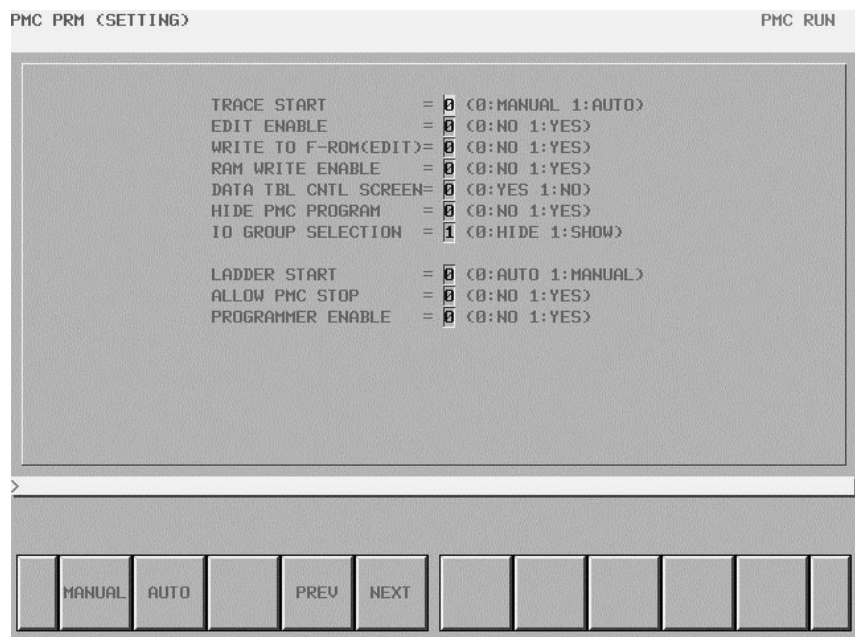 PMC PRM (SETTING) PMC RUN
TRACE START = 0 (0:MANUAL 1:AUTO)
EDIT ENABLE = 0 (0:NO 1:YES)
WRITE TO F-ROM(EDIT)= 0 (0:NO 1:YES)
RAM WRITE ENABLE = 0 (0:NO 1:YES)
DATA TBL CNTL SCREEN= 0 (0:YES 1:NO)
HIDE PMC PROGRAM = 0 (0:NO 1:YES)
IO GROUP SELECTION = 1 (0:HIDE 1:SHOW)
LADDER START = 0 (0:AUTO 1:MANUAL)
ALLOW PMC STOP = 0 (0:NO 1:YES)
PROGRAMMER ENABLE = 0 (0:NO 1:YES)
>
MANUAL AUTO PREV NEXT